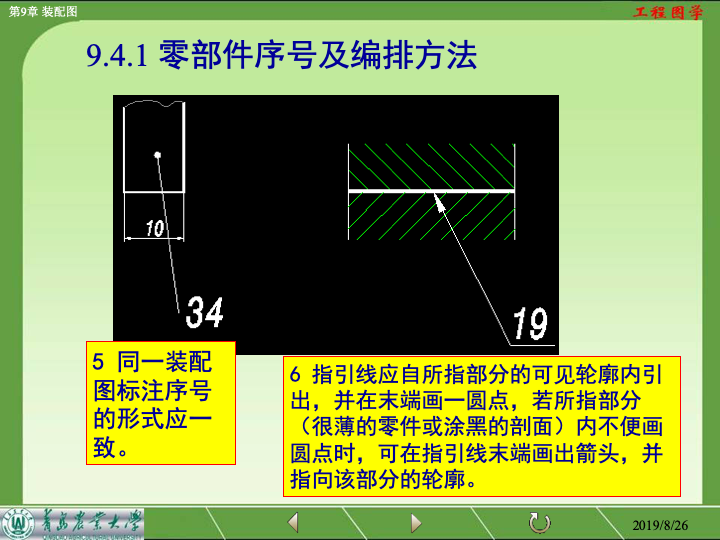 第9章 装配图
工程图学
9.4.1 零部件序号及编排方法
10
34
19
5 同一装配
图标注序号
的形式应一
致。
6 指引线应自所指部分的可见轮廓内引
出，并在末端画一圆点，若所指部分
（很薄的零件或涂黑的剖面）内不便画
圆点时，可在指引线末端画出箭头，并
指向该部分的轮廓。
青岛农业大学
2019/8/26